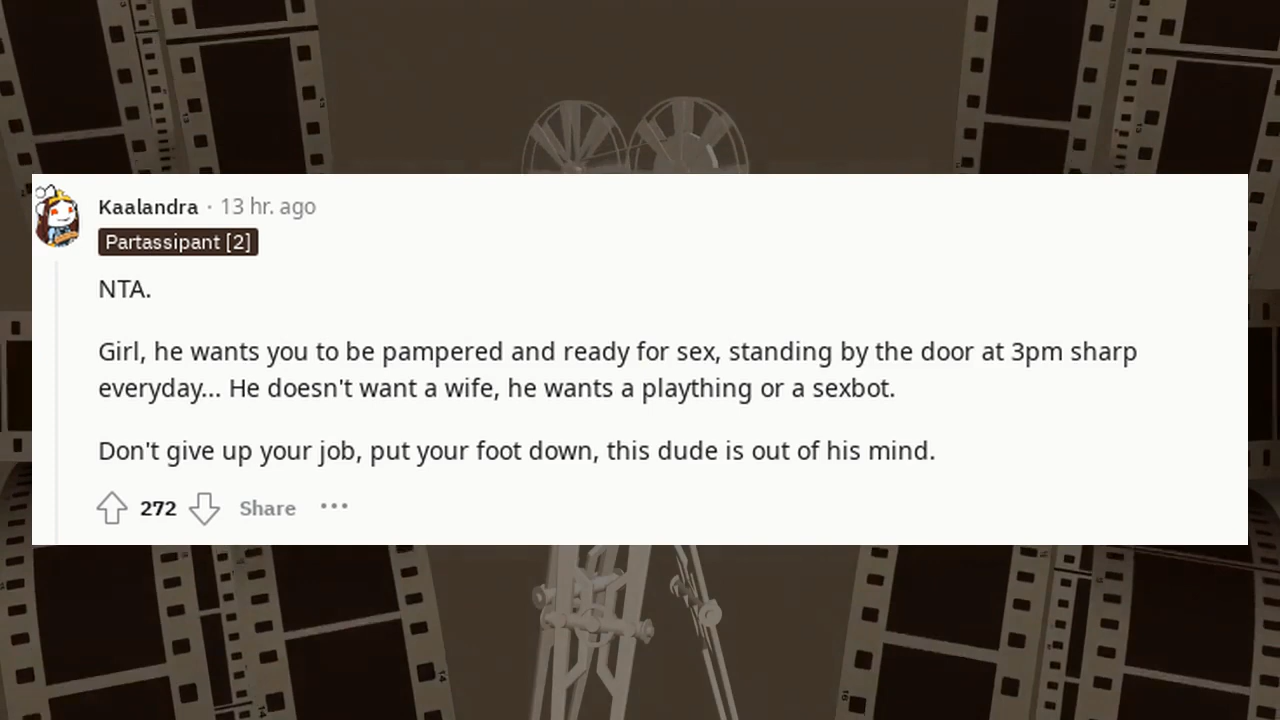 Kaalandra · 13 hr. ago
Partassipant [2]
NTA.
Girl, he wants you to be pampered and ready for sex, standing by the door at 3pm sharp
everyday... He doesn't want a wife, he wants a plaything or a sexbot.
Don't give up your job, put your foot down, this dude is out of his mind.
272 Share ...